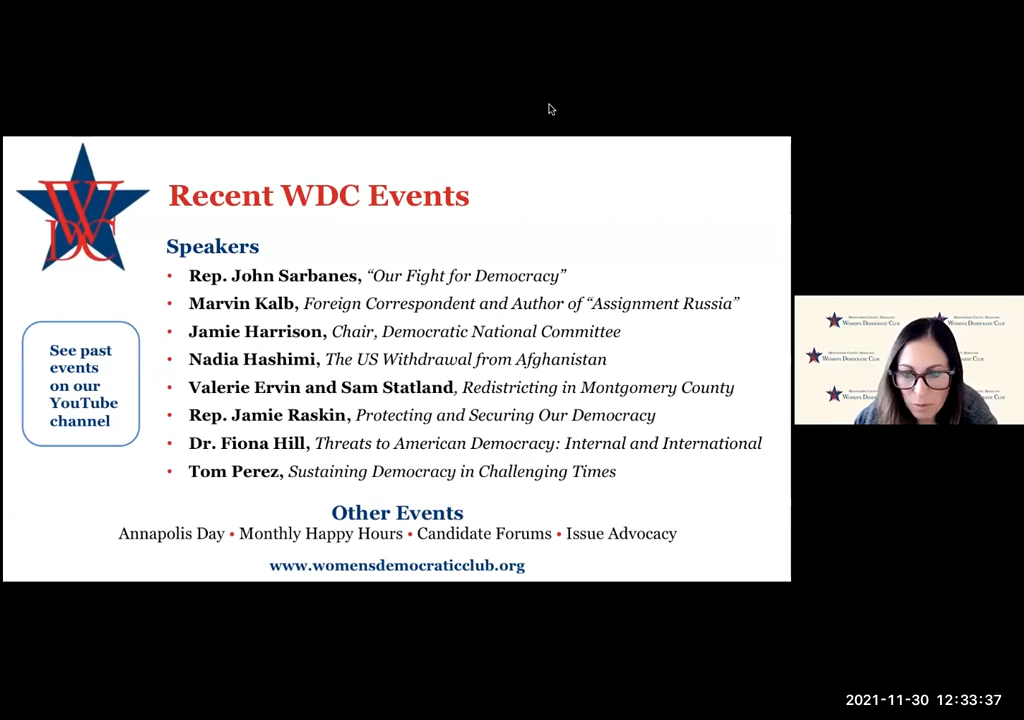 WDC
Recent WDC Events
Speakers
• Rep. John Sarbanes, “Our Fight for Democracy”
• Marvin Kalb, Foreign Correspondent and Author of “Assignment Russia”
• Jamie Harrison, Chair, Democratic National Committee
• Nadia Hashimi, The US Withdrawal from Afghanistan
• Valerie Ervin and Sam Statland, Redistricting in Montgomery County
• Rep. Jamie Raskin, Protecting and Securing Our Democracy
• Dr. Fiona Hill, Threats to American Democracy: Internal and International
• Tom Perez, Sustaining Democracy in Challenging Times
See past
events
on our
YouTube
channel
Other Events
Annapolis Day • Monthly Happy Hours • Candidate Forums • Issue Advocacy
www.womensdemocraticclub.org
Women's Democratic Club
2021-11-30 12:33:37